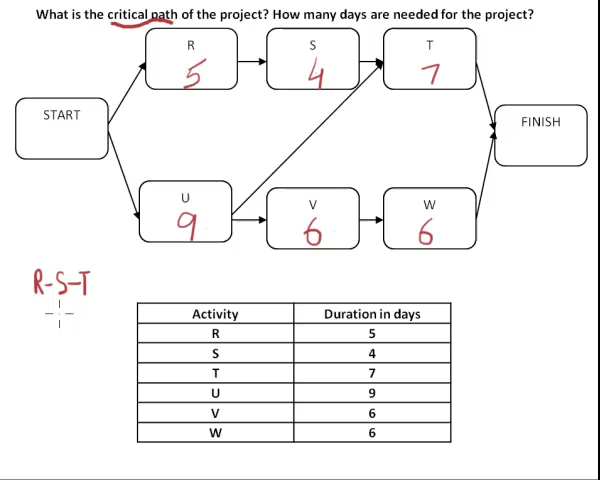 What is the critical path of the project? How many days are needed for the project?
R S T
5 4 7
START FINISH
U V W
9 6 6
R-S-T
Activity Duration in days
R 5
S 4
T 7
U 9
V 6
W 6